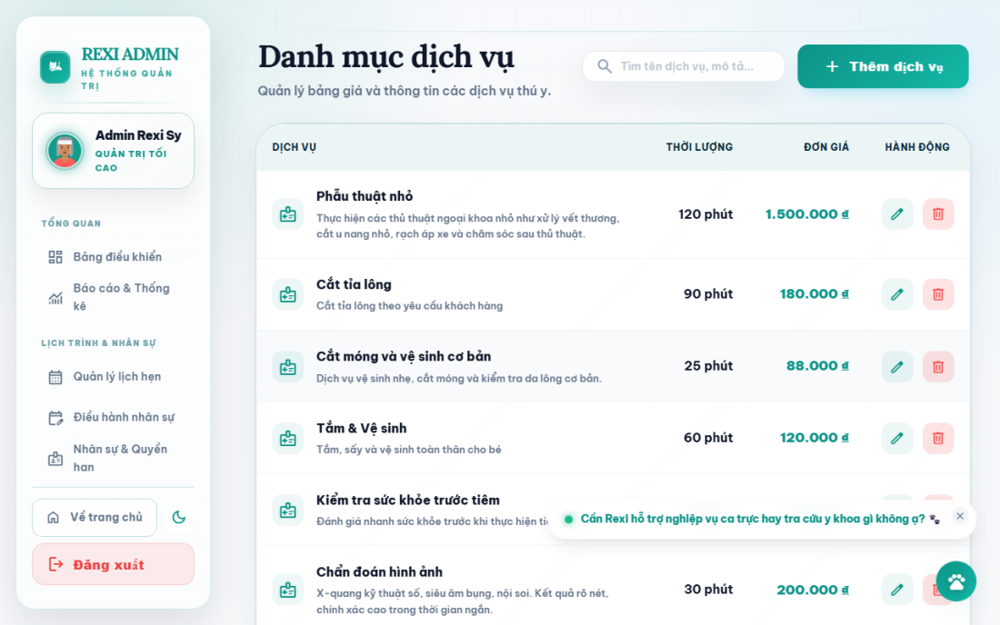 REXI ADMIN
HỆ THỐNG QUẢN
TRỊ
Admin Rexi Sy
QUẢN TRỊ TỐI
CAO
TỔNG QUAN
Bảng điều khiển
Báo cáo & Thống
kê
LỊCH TRÌNH & NHÂN SỰ
Quản lý lịch hẹn
Điều hành nhân sự
Nhân sự & Quyền
hạn
Về trang chủ
Đăng xuất
Danh mục dịch vụ
Quản lý bảng giá và thông tin các dịch vụ thú y.
Tìm tên dịch vụ, mô tả...
Thêm dịch vụ
DỊCH VỤ THỜI LƯỢNG ĐƠN GIÁ HÀNH ĐỘNG
Phẫu thuật nhỏ
Thực hiện các thủ thuật ngoại khoa nhỏ như xử lý vết thương,
cắt u nang nhỏ, rạch áp xe và chăm sóc sau thủ thuật.
120 phút 1.500.000 ₫
Cắt tỉa lông
Cắt tỉa lông theo yêu cầu khách hàng
90 phút 180.000 ₫
Cắt móng và vệ sinh cơ bản
Dịch vụ vệ sinh nhẹ, cắt móng và kiểm tra da lông cơ bản.
25 phút 88.000 ₫
Tắm & Vệ sinh
Tắm, sấy và vệ sinh toàn thân cho bé
60 phút 120.000 ₫
Kiểm tra sức khỏe trước tiêm
Đánh giá nhanh sức khỏe trước khi thực hiện
Cần Rexi hỗ trợ nghiệp vụ ca trực hay tra cứu y khoa gì không ạ? 🐾
Chẩn đoán hình ảnh
X-quang kỹ thuật số, siêu âm bụng, nội soi. Kết quả rõ nét,
chính xác cao trong thời gian ngắn.
30 phút 200.000 ₫